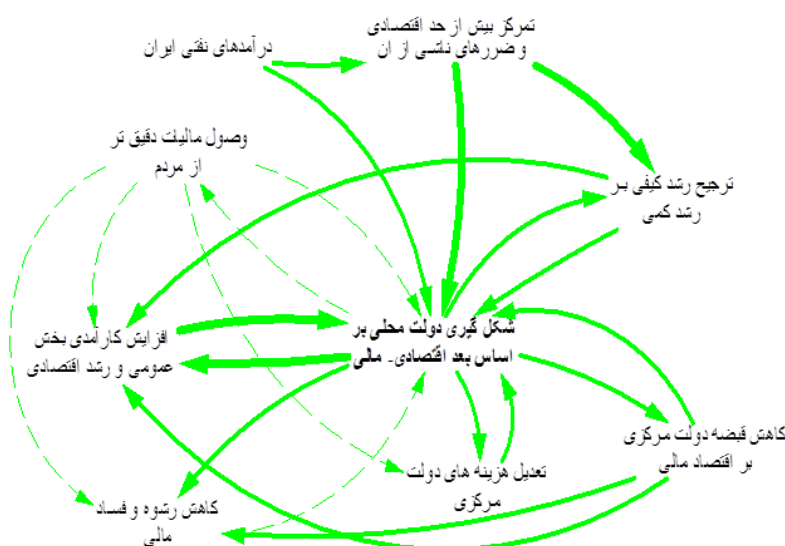 تمرکز بیش از حد اقتصادی
و ضررهای ناشی از ان
درآمدهای نفتی ایران
وصول مالیات دقیق تر
از مردم
ترجیح رشد کیفی بر
رشد کمی
شکل گیری دولت محلی بر
اساس بعد اقتصادی- مالی
افزایش کارآمدی بخش
عمومی و رشد اقتصادی
کاهش قبضه دولت مرکزی
بر اقتصاد مالی
تعدیل هزینه های دولت
مرکزی
کاهش رشوه و فساد
مالی